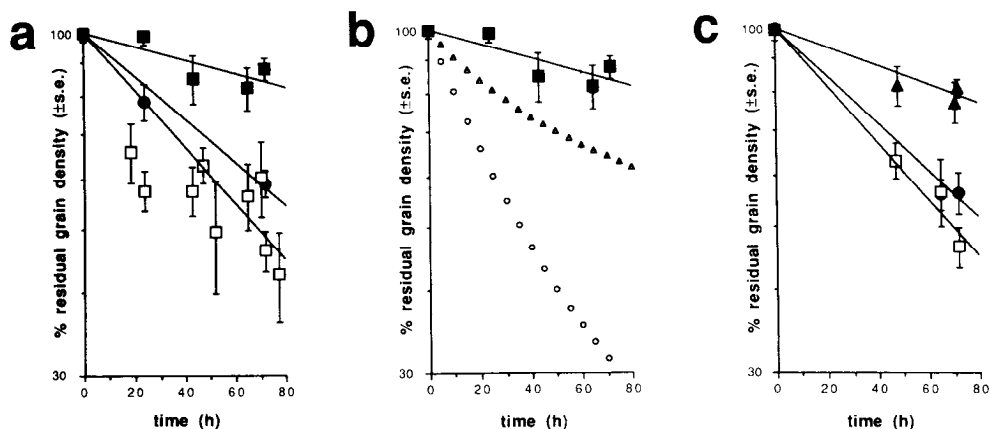 a
% residual grain density (±s.e.)
100
30
0 20 40 60 80
time (h)
b
% residual grain density (±s.e.)
100
30
0 20 40 60 80
time (h)
c
% residual grain density (±s.e.)
100
30
0 20 40 60 80
time (h)